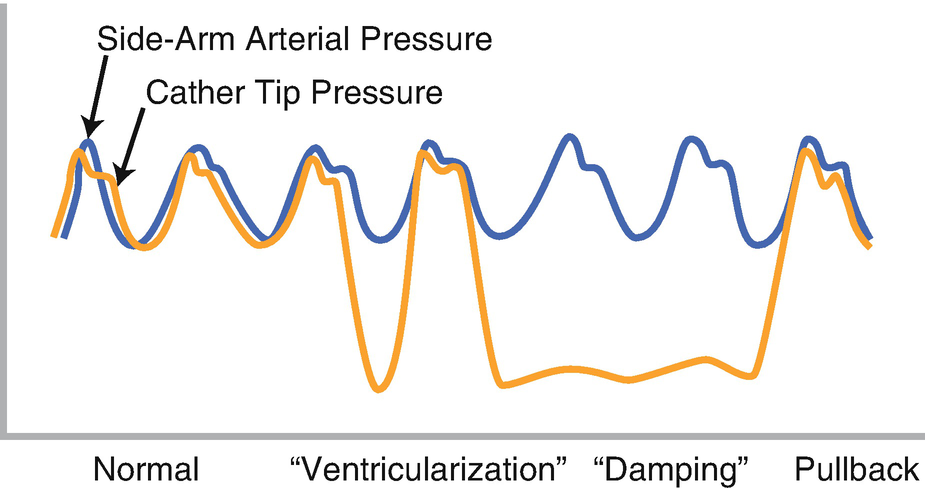 Side-Arm Arterial Pressure
Cather Tip Pressure
Normal “Ventricularization” “Damping” Pullback